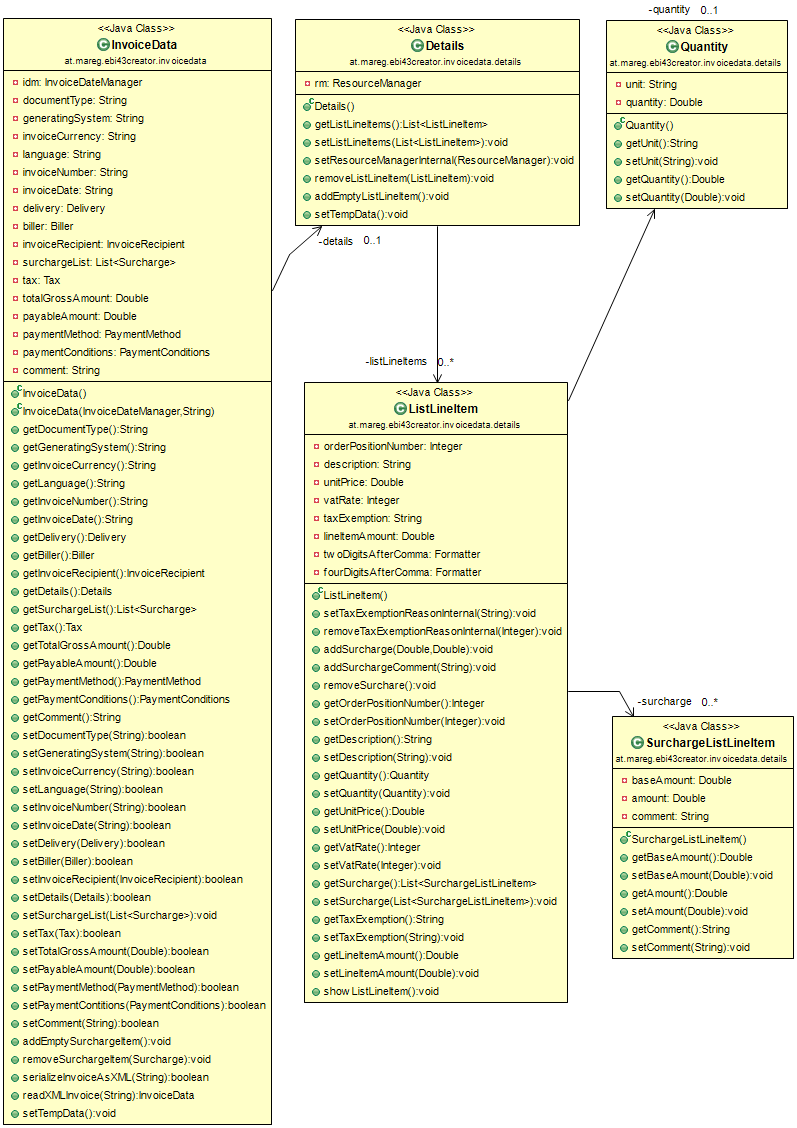 <<Java Class>>
InvoiceData
at.mareg.ebi43creator.invoicedata
idm: InvoiceDateManager
documentType: String
generatingSystem: String
invoiceCurrency: String
language: String
invoiceNumber: String
invoiceDate: String
delivery: Delivery
biller: Biller
invoiceRecipient: InvoiceRecipient
surchargeList: List<Surcharge>
tax: Tax
totalGrossAmount: Double
payableAmount: Double
paymentMethod: PaymentMethod
paymentConditions: PaymentConditions
comment: String
InvoiceData()
InvoiceData(InvoiceDateManager,String)
getDocumentType():String
getGeneratingSystem():String
getInvoiceCurrency():String
getLanguage():String
getInvoiceNumber():String
getInvoiceDate():String
getDelivery():Delivery
getBiller():Biller
getInvoiceRecipient():InvoiceRecipient
getDetails():Details
getSurchargeList():List<Surcharge>
getTax():Tax
getTotalGrossAmount():Double
getPayableAmount():Double
getPaymentMethod():PaymentMethod
getPaymentConditions():PaymentConditions
getComment():String
setDocumentType(String):boolean
setGeneratingSystem(String):boolean
setInvoiceCurrency(String):boolean
setLanguage(String):boolean
setInvoiceNumber(String):boolean
setInvoiceDate(String):boolean
setDelivery(Delivery):boolean
setBiller(Biller):boolean
setInvoiceRecipient(InvoiceRecipient):boolean
setDetails(Details):boolean
setSurchargeList(List<Surcharge>):void
setTax(Tax):boolean
setTotalGrossAmount(Double):boolean
setPayableAmount(Double):boolean
setPaymentMethod(PaymentMethod):boolean
setPaymentContitions(PaymentConditions):boolean
setComment(String):boolean
addEmptySurchargeItem():void
removeSurchargeItem(Surcharge):void
serializeInvoiceAsXML(String):boolean
readXMLInvoice(String):InvoiceData
setTempData():void
-details 0..1
<<Java Class>>
Details
at.mareg.ebi43creator.invoicedata.details
rm: ResourceManager
Details()
getListLineItems():List<ListLineItem>
setListLineItems(List<ListLineItem>):void
setResourceManagerInternal(ResourceManager):void
removeListLineItem(ListLineItem):void
addEmptyListLineItem():void
setTempData():void
-listLineItems 0..*
<<Java Class>>
ListLineItem
at.mareg.ebi43creator.invoicedata.details
orderPositionNumber: Integer
description: String
unitPrice: Double
vatRate: Integer
taxExemption: String
lineItemAmount: Double
twoDigitsAfterComma: Formatter
fourDigitsAfterComma: Formatter
ListLineItem()
setTaxExemptionReasonInternal(String):void
removeTaxExemptionReasonInternal(Integer):void
addSurcharge(Double,Double):void
addSurchargeComment(String):void
removeSurchare():void
getOrderPositionNumber():Integer
setOrderPositionNumber(Integer):void
getDescription():String
setDescription(String):void
getQuantity():Quantity
setQuantity(Quantity):void
getUnitPrice():Double
setUnitPrice(Double):void
getVatRate():Integer
setVatRate(Integer):void
getSurcharge():List<SurchargeListLineItem>
setSurcharge(List<SurchargeListLineItem>):void
getTaxExemption():String
setTaxExemption(String):void
getLineItemAmount():Double
setLineItemAmount(Double):void
showListLineItem():void
-quantity 0..1
<<Java Class>>
Quantity
at.mareg.ebi43creator.invoicedata.details
unit: String
quantity: Double
Quantity()
getUnit():String
setUnit(String):void
getQuantity():Double
setQuantity(Double):void
-surcharge 0..*
<<Java Class>>
SurchargeListLineItem
at.mareg.ebi43creator.invoicedata.details
baseAmount: Double
amount: Double
comment: String
SurchargeListLineItem()
getBaseAmount():Double
setBaseAmount(Double):void
getAmount():Double
setAmount(Double):void
getComment():String
setComment(String):void